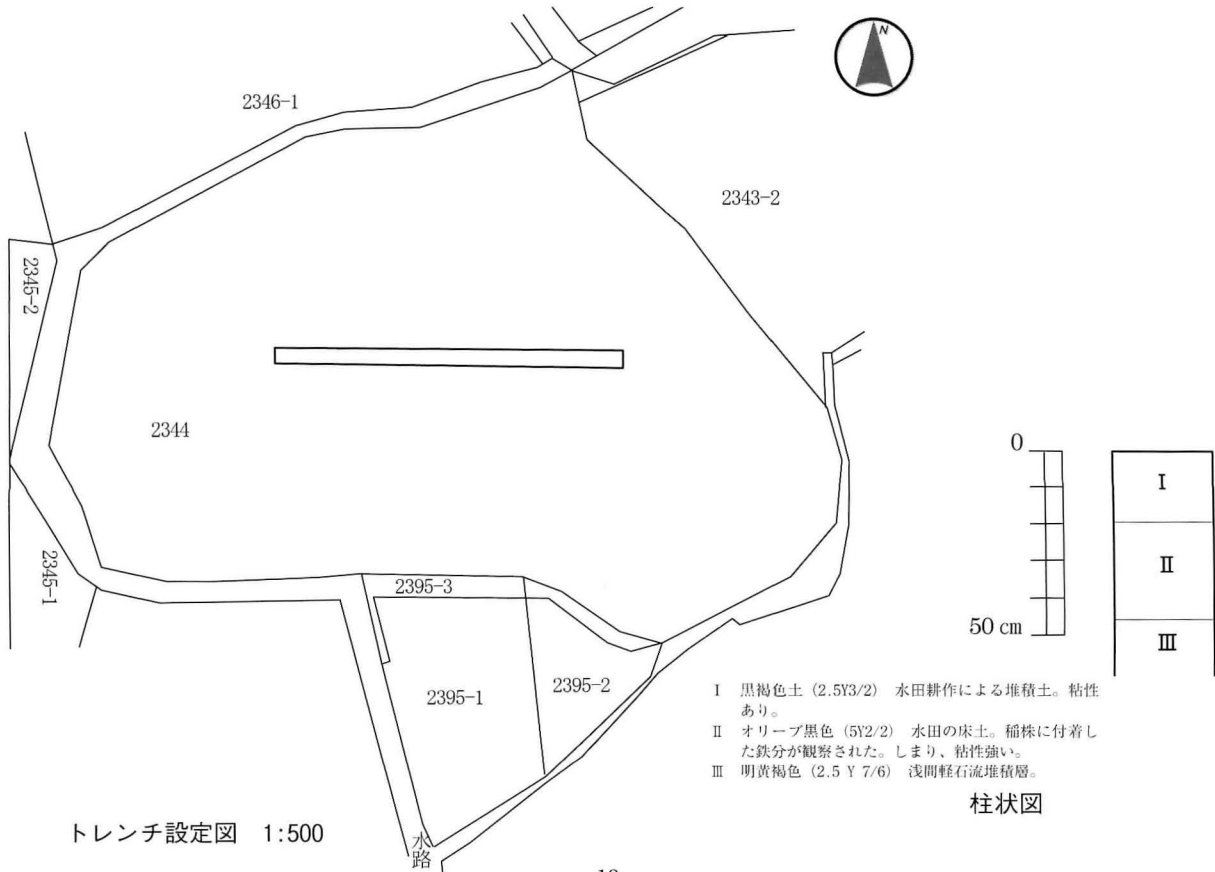 N
2346-1
2343-2
2345-2
2344
2345-1
2395-3
2395-1
2395-2
水路
0
50 cm
I
II
III
I 黒褐色土 (2.5Y3/2) 水田耕作による堆積土。粘性
あり。
II オリーブ黒色 (5Y2/2) 水田の床土。稲株に付着し
た鉄分が観察された。しまり、粘性強い。
III 明黄褐色 (2.5 Y 7/6) 浅間軽石流堆積層。
柱状図
トレンチ設定図 1:500